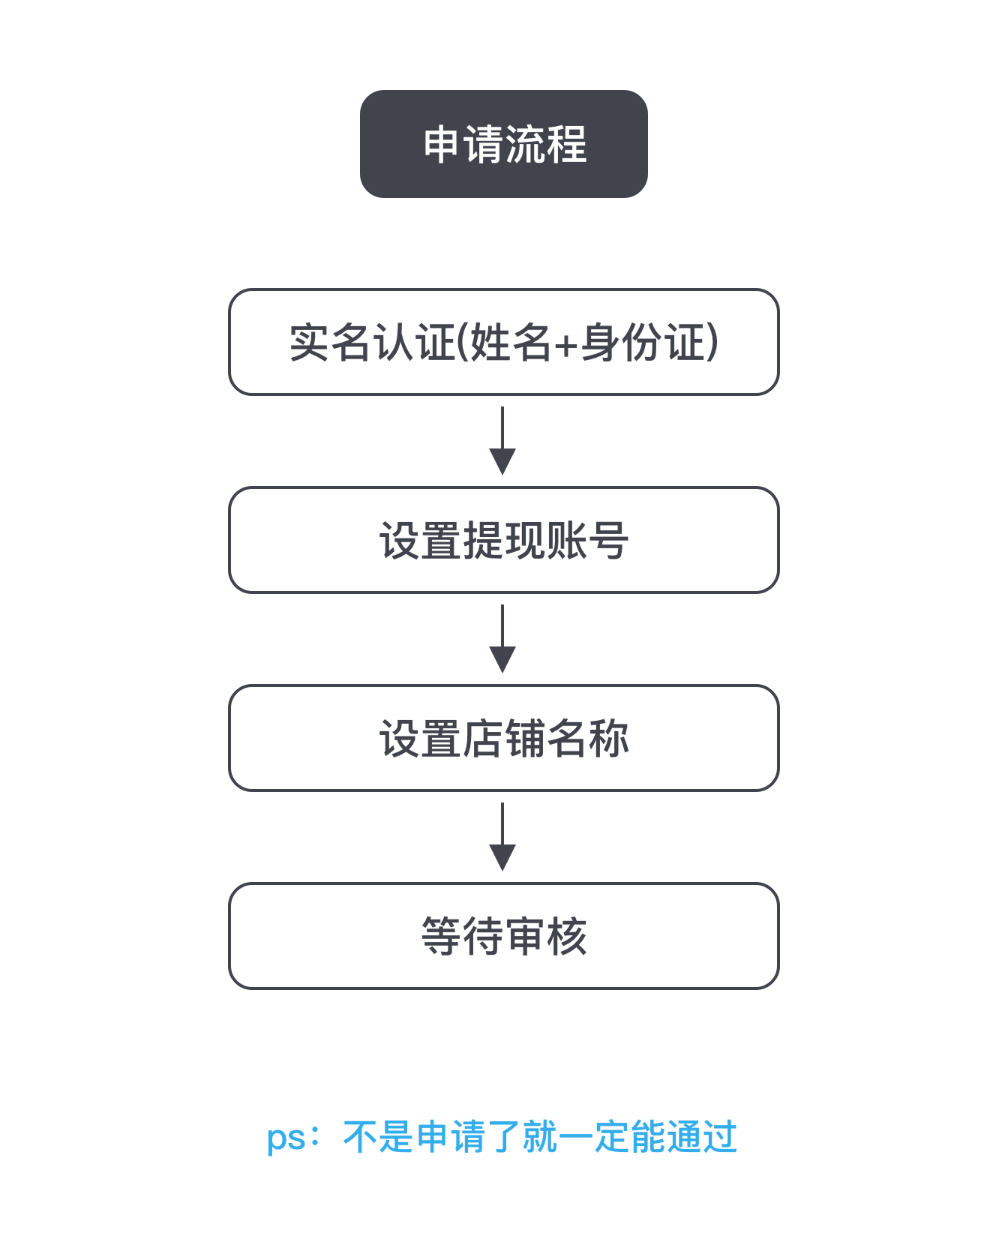 申请流程
实名认证(姓名+身份证)
设置提现账号
设置店铺名称
等待审核
ps：不是申请了就一定能通过